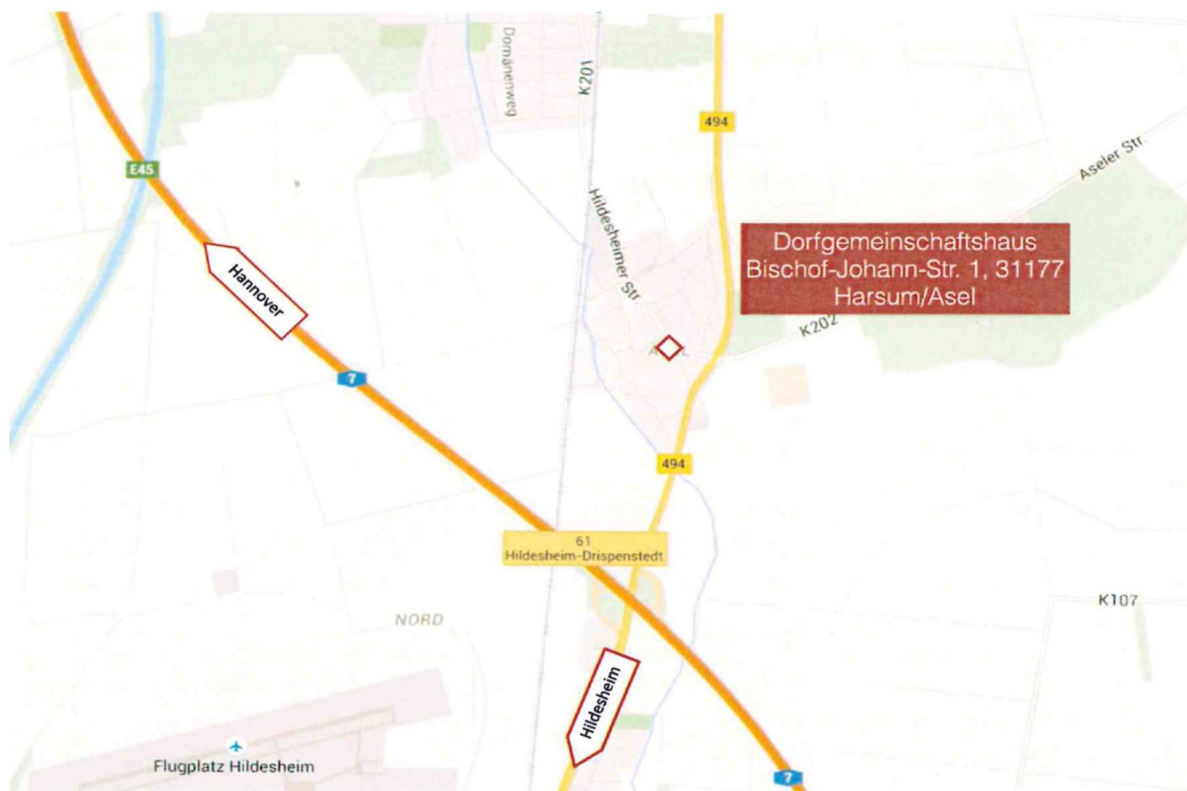 Domänenweg
K201
494
E45
Aseler Str.
Hildesheimer Str.
Dorfgemeinschaftshaus
Bischof-Johann-Str. 1, 31177
Harsum/Asel
Hannover
K202
7
494
61
Hildesheim-Drispenstedt
K107
NORD
Hildesheim
Flugplatz Hildesheim
7